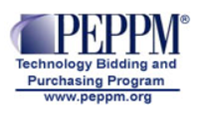 PEPPM®
Technology Bidding and
Purchasing Program
www.peppm.org